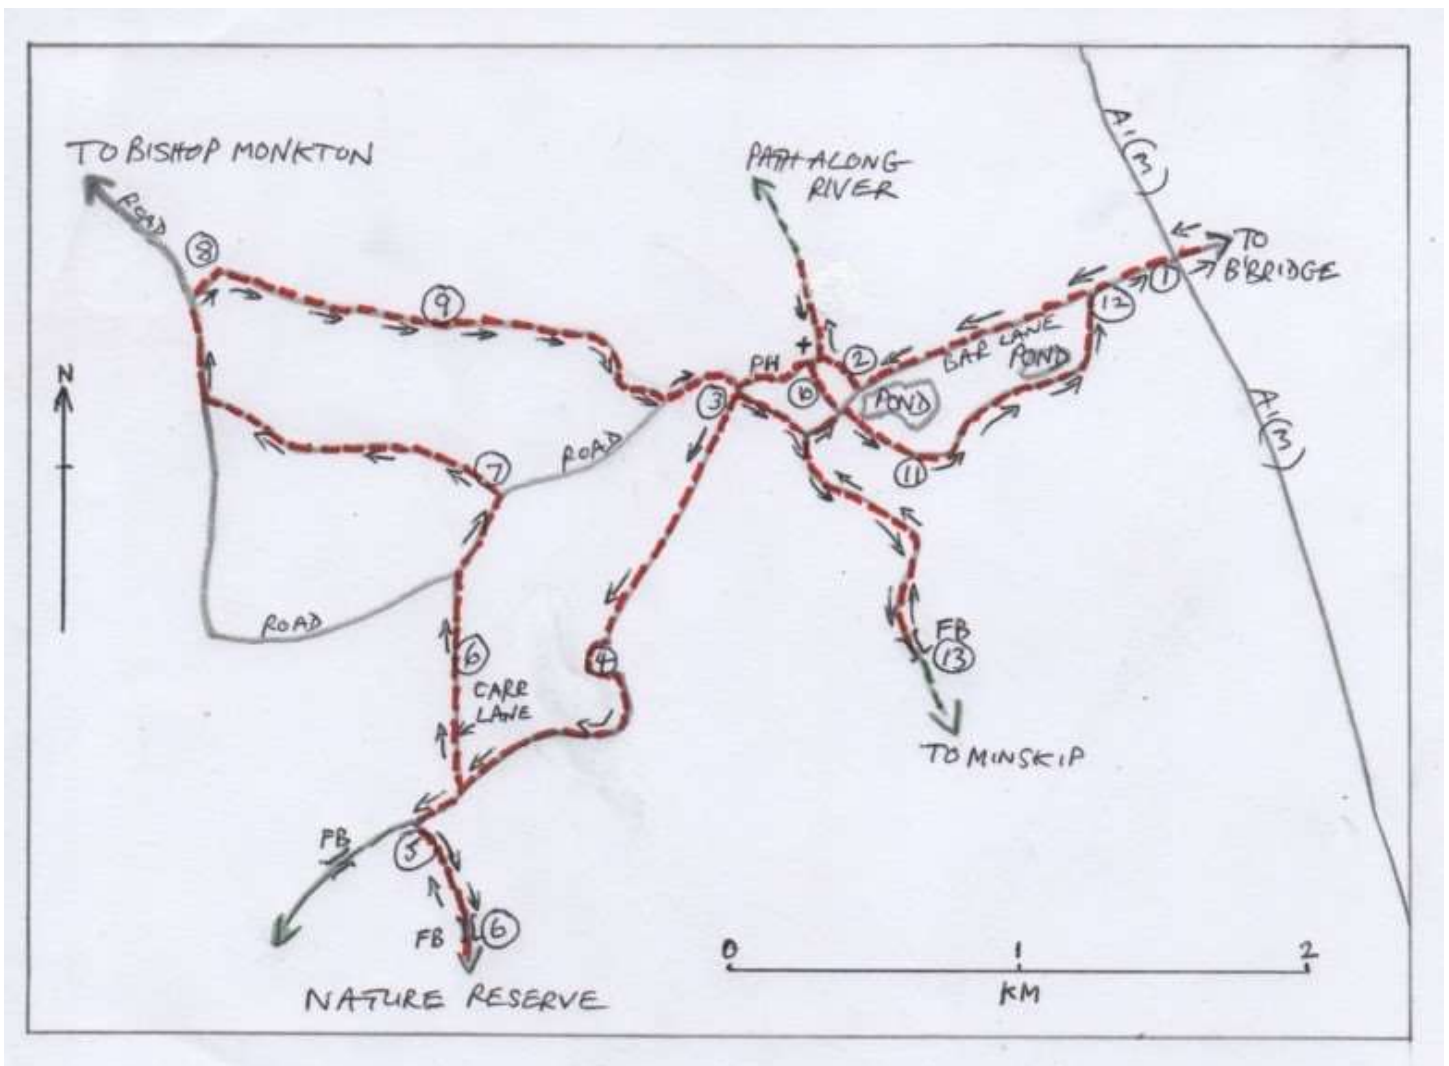 A1(M)
TO BISHOP MONKTON
PATH ALONG
RIVER
ROAD
8
TO
B'BRIDGE
1
12
9
BAR LANE
POND
+
2
PH
N
3
10
POND
A1(M)
ROAD
7
11
ROAD
FB
13
6
4
CARR
LANE
TO MINSKIP
FB
5
6
FB
0
1
2
KM
NATURE RESERVE